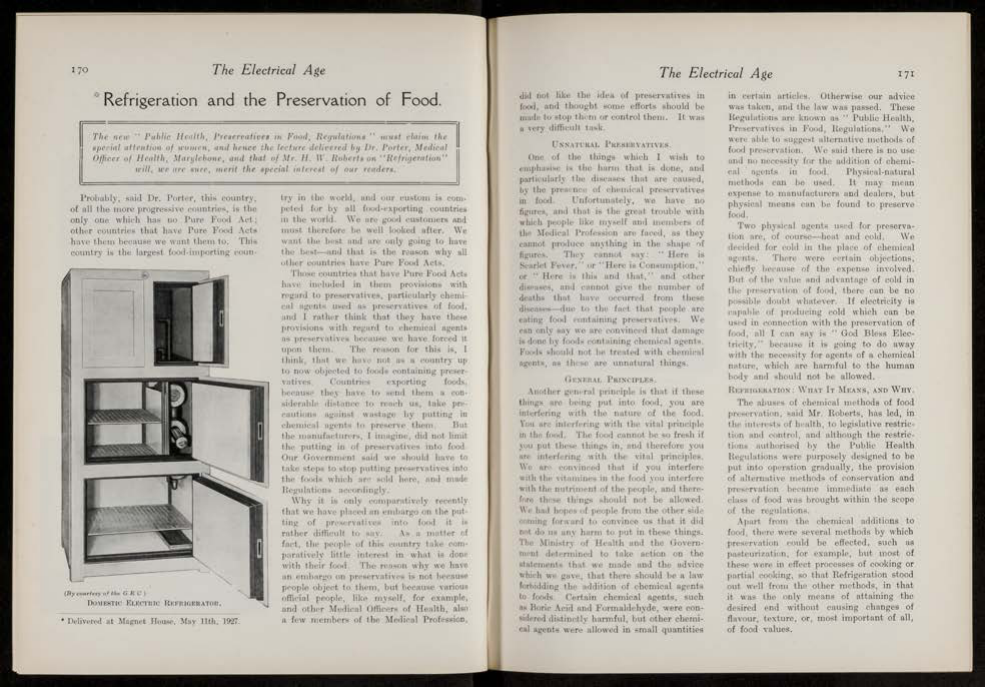 170
The Electrical Age
* Refrigeration and the Preservation of Food.
The new " Public Health, Preservatives in Food, Regulations " must claim the
special attention of women, and hence the lecture delivered by Dr. Porter, Medical
Officer of Health, Marylebone, and that of Mr. H. W. Roberts on "Refrigeration"
will, we are sure, merit the special interest of our readers.
Probably, said Dr. Porter, this country,
of all the more progressive countries, is the
only one which has no Pure Food Act;
other countries that have Pure Food Acts
have them because we want them to. This
country is the largest food-importing coun-
(By courtesy of the G E C)
Domestic Electric Refrigerator.
* Delivered at Magnet House, May 11th, 1927.
try in the world, and our custom is com-
peted for by all food-exporting countries
in the world. We are good customers and
must therefore be well looked after. We
want the best and are only going to have
the best—and that is the reason why all
other countries have Pure Food Acts.
Those countries that have Pure Food Acts
have included in them provisions with
regard to preservatives, particularly chemi-
cal agents used as preservatives of food,
and I rather think that they have these
provisions with regard to chemical agents
as preservatives because we have forced it
upon them. The reason for this is, I
think, that we have not as a country up
to now objected to foods containing preser-
vatives. Countries exporting foods,
because they have to send them a con-
siderable distance to reach us, take pre-
cautions against wastage by putting in
chemical agents to preserve them. But
the manufacturers, I imagine, did not limit
the putting in of preservatives into food.
Our Government said we should have to
take steps to stop putting preservatives into
the foods which are sold here, and made
Regulations accordingly.
Why it is only comparatively recently
that we have placed an embargo on the put-
ting of preservatives into food it is
rather difficult to say. As a matter of
fact, the people of this country take com-
paratively little interest in what is done
with their food. The reason why we have
an embargo on preservatives is not because
people object to them, but because various
official people, like myself, for example,
and other Medical Officers of Health, also
a few members of the Medical Profession,
The Electrical Age
171
did not like the idea of preservatives in
food, and thought some efforts should be
made to stop them or control them. It was
a very difficult task.
Unnatural Preservatives.
One of the things which I wish to
emphasise is the harm that is done, and
particularly the diseases that are caused,
by the presence of chemical preservatives
in food. Unfortunately, we have no
figures, and that is the great trouble with
which people like myself and members of
the Medical Profession are faced, as they
cannot produce anything in the shape of
figures. They cannot say: "Here is
Scarlet Fever," or "Here is Consumption,"
or "Here is this and that," and other
diseases, and cannot give the number of
deaths that have occurred from these
diseases—due to the fact that people are
eating food containing preservatives. We
can only say we are convinced that damage
is done by foods containing chemical agents.
Foods should not be treated with chemical
agents, as these are unnatural things.
General Principles.
Another general principle is that if these
things are being put into food, you are
interfering with the nature of the food.
You are interfering with the vital principle
in the food. The food cannot be so fresh if
you put these things in, and therefore you
are interfering with the vital principles.
We are convinced that if you interfere
with the vitamines in the food you interfere
with the nutriment of the people, and there-
fore these things should not be allowed.
We had hopes of people from the other side
coming forward to convince us that it did
not do us any harm to put in these things.
The Ministry of Health and the Govern-
ment determined to take action on the
statements that we made and the advice
which we gave, that there should be a law
forbidding the addition of chemical agents
to foods. Certain chemical agents, such
as Boric Acid and Formaldehyde, were con-
sidered distinctly harmful, but other chemi-
cal agents were allowed in small quantities
in certain articles. Otherwise our advice
was taken, and the law was passed. These
Regulations are known as " Public Health,
Preservatives in Food, Regulations." We
were able to suggest alternative methods of
food preservation. We said there is no use
and no necessity for the addition of chemi-
cal agents in food. Physical-natural
methods can be used. It may mean
expense to manufacturers and dealers, but
physical means can be found to preserve
food.
Two physical agents used for preserva-
tion are, of course—heat and cold. We
decided for cold in the place of chemical
agents. There were certain objections,
chiefly because of the expense involved.
But of the value and advantage of cold in
the preservation of food, there can be no
possible doubt whatever. If electricity is
capable of producing cold which can be
used in connection with the preservation of
food, all I can say is " God Bless Elec-
tricity," because it is going to do away
with the necessity for agents of a chemical
nature, which are harmful to the human
body and should not be allowed.
Refrigeration: What It Means, and Why.
The abuses of chemical methods of food
preservation, said Mr. Roberts, has led, in
the interests of health, to legislative restric-
tion and control, and although the restric-
tions authorised by the Public Health
Regulations were purposely designed to be
put into operation gradually, the provision
of alternative methods of conservation and
preservation became immediate as each
class of food was brought within the scope
of the regulations.
Apart from the chemical additions to
food, there were several methods by which
preservation could be effected, such as
pasteurization, for example, but most of
these were in effect processes of cooking or
partial cooking, so that Refrigeration stood
out well from the other methods, in that
it was the only means of attaining the
desired end without causing changes of
flavour, texture, or, most important of all,
of food values.